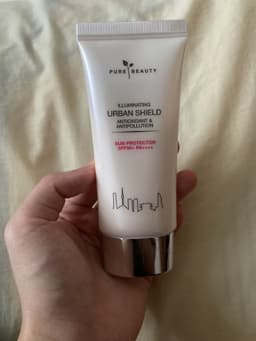 PURE BEAUTY
ILLUMINATING
URBAN SHIELD
ANTIOXIDANT &
ANTIPOLLUTION
SUN PROTECTOR
SPF50+ PA++++